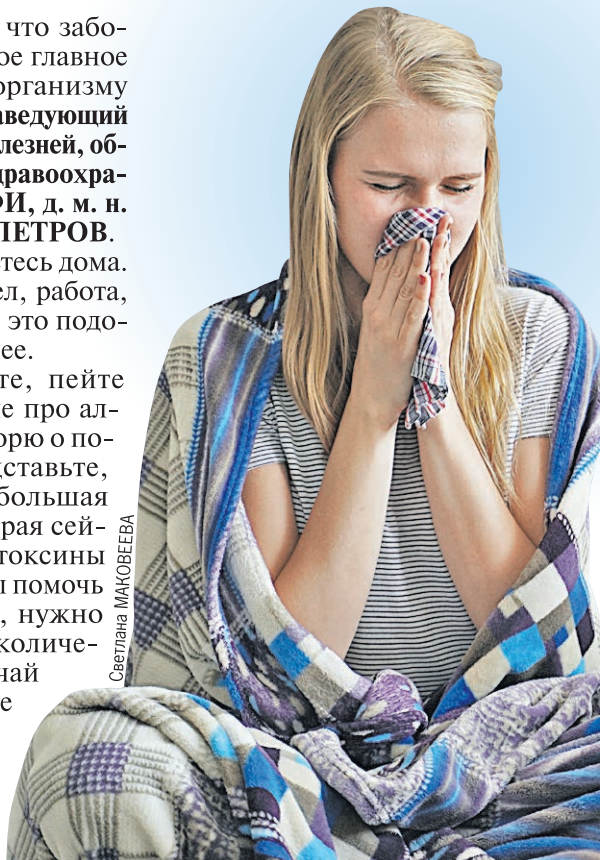 что забо-
ое главное
организму
аведующий
лезней, об-
дравоохра-
РИ, д. м. н.
ПЕТРОВ.
тесь дома.
ел, работа,
это подо-
ее.
те, пейте
е про ал-
орю о по-
дставьте,
большая
рая сей-
токсины
ы помочь
, нужно
количе-
чай
е
Светлана МАКОВЕЕВА